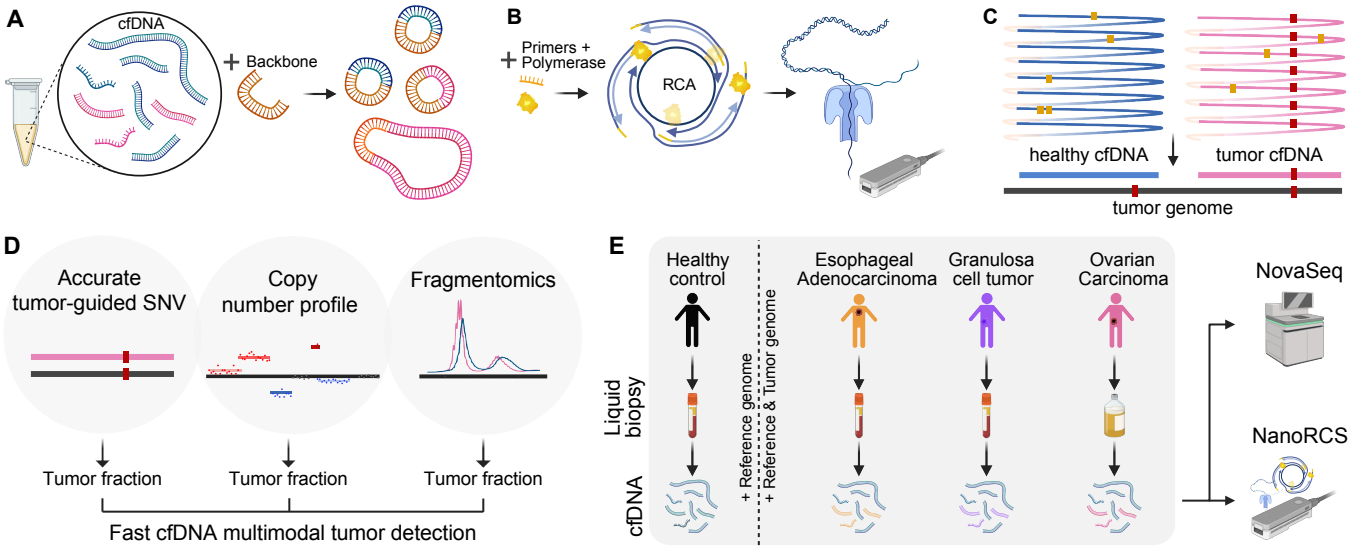 A
cfDNA
+ Backbone
B
+ Primers +
Polymerase
RCA
C
healthy cfDNA
tumor cfDNA
tumor genome
D
Accurate
tumor-guided SNV
Copy
number profile
Fragmentomics
Tumor fraction
Tumor fraction
Tumor fraction
Fast cfDNA multimodal tumor detection
E
Healthy
control
Esophageal
Adenocarcinoma
Granulosa
cell tumor
Ovarian
Carcinoma
Liquid
biopsy
cfDNA
+ Reference genome
+ Reference & Tumor genome
NovaSeq
NanoRCS